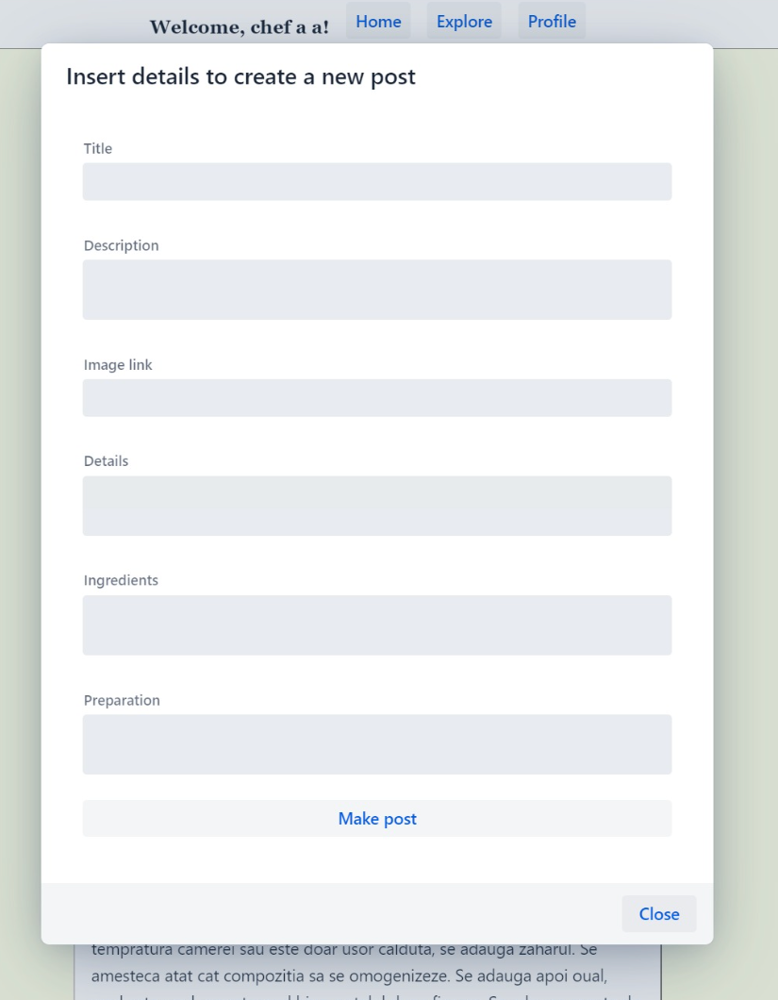 Welcome, chef a a!
Home
Explore
Profile
Insert details to create a new post
Title
Description
Image link
Details
Ingredients
Preparation
Make post
Close
tempratura camerei sau este doar usor calduta, se adauga zaharul. Se
amesteca atat cat compozitia sa se omogenizeze. Se adauga apoi oual,